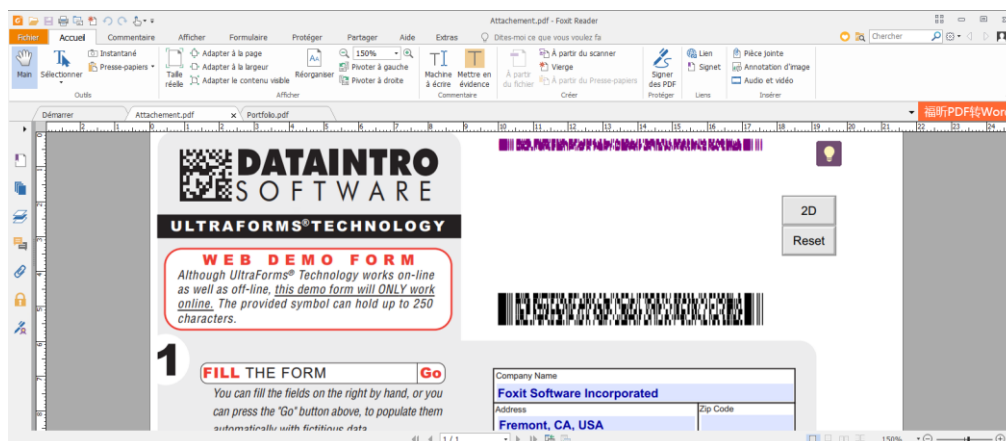 Attachement.pdf - Foxit Reader
Fichier Accueil Commentaire Afficher Formulaire Protéger Partager Aide Extras Dites-moi ce que vous voulez fa Chercher
Main
Sélectionner
Instantané
Presse-papiers
Outils
Taille réelle
Adapter à la page
Adapter à la largeur
Adapter le contenu visible
Réorganiser
150%
Pivoter à gauche
Pivoter à droite
Afficher
Machine à écrire
Mettre en évidence
Commentaire
À partir du fichier
À partir du scanner
Vierge
À partir du Presse-papiers
Créer
Signer des PDF
Protéger
Lien
Signet
Liens
Pièce jointe
Annotation d'image
Audio et vidéo
Insérer
Démarrer Attachement.pdf Portfolio.pdf
福昕PDF转Word
DATAINTRO
SOFTWARE
ULTRAFORMS®TECHNOLOGY
WEB DEMO FORM
Although UltraForms® Technology works on-line
as well as off-line, this demo form will ONLY work
online. The provided symbol can hold up to 250
characters.
2D
Reset
1
FILL THE FORM Go
You can fill the fields on the right by hand, or you
can press the "Go" button above, to populate them
automatically with fictitious data.
Company Name
Foxit Software Incorporated
Address Zip Code
Fremont, CA, USA
1 / 1
150%